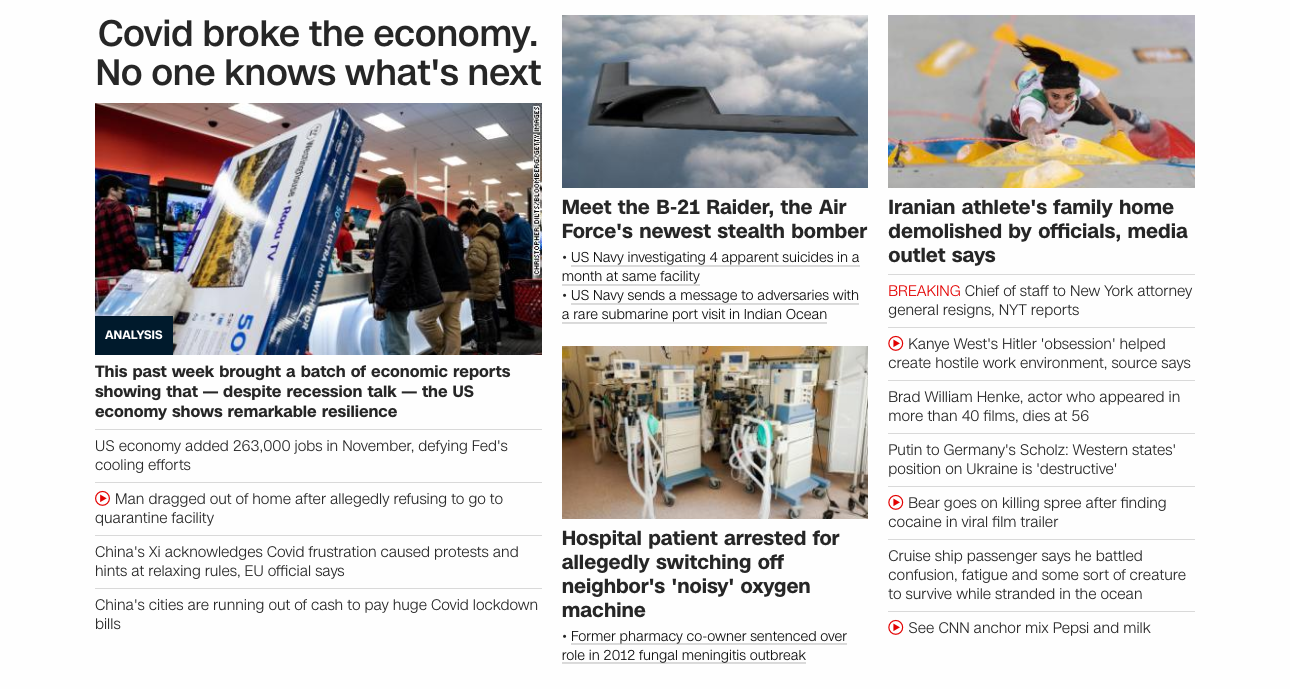 Covid broke the economy.
No one knows what's next
CHRISTOPHER DILTS/BLOOMBERG/GETTY IMAGES
Westinghouse
Roku TV
50
ANALYSIS
This past week brought a batch of economic reports
showing that — despite recession talk — the US
economy shows remarkable resilience
US economy added 263,000 jobs in November, defying Fed's
cooling efforts
Man dragged out of home after allegedly refusing to go to
quarantine facility
China's Xi acknowledges Covid frustration caused protests and
hints at relaxing rules, EU official says
China's cities are running out of cash to pay huge Covid lockdown
bills
Meet the B-21 Raider, the Air
Force's newest stealth bomber
• US Navy investigating 4 apparent suicides in a
month at same facility
• US Navy sends a message to adversaries with
a rare submarine port visit in Indian Ocean
Hospital patient arrested for
allegedly switching off
neighbor's 'noisy' oxygen
machine
• Former pharmacy co-owner sentenced over
role in 2012 fungal meningitis outbreak
Iranian athlete's family home
demolished by officials, media
outlet says
BREAKING Chief of staff to New York attorney
general resigns, NYT reports
Kanye West's Hitler 'obsession' helped
create hostile work environment, source says
Brad William Henke, actor who appeared in
more than 40 films, dies at 56
Putin to Germany's Scholz: Western states'
position on Ukraine is 'destructive'
Bear goes on killing spree after finding
cocaine in viral film trailer
Cruise ship passenger says he battled
confusion, fatigue and some sort of creature
to survive while stranded in the ocean
See CNN anchor mix Pepsi and milk